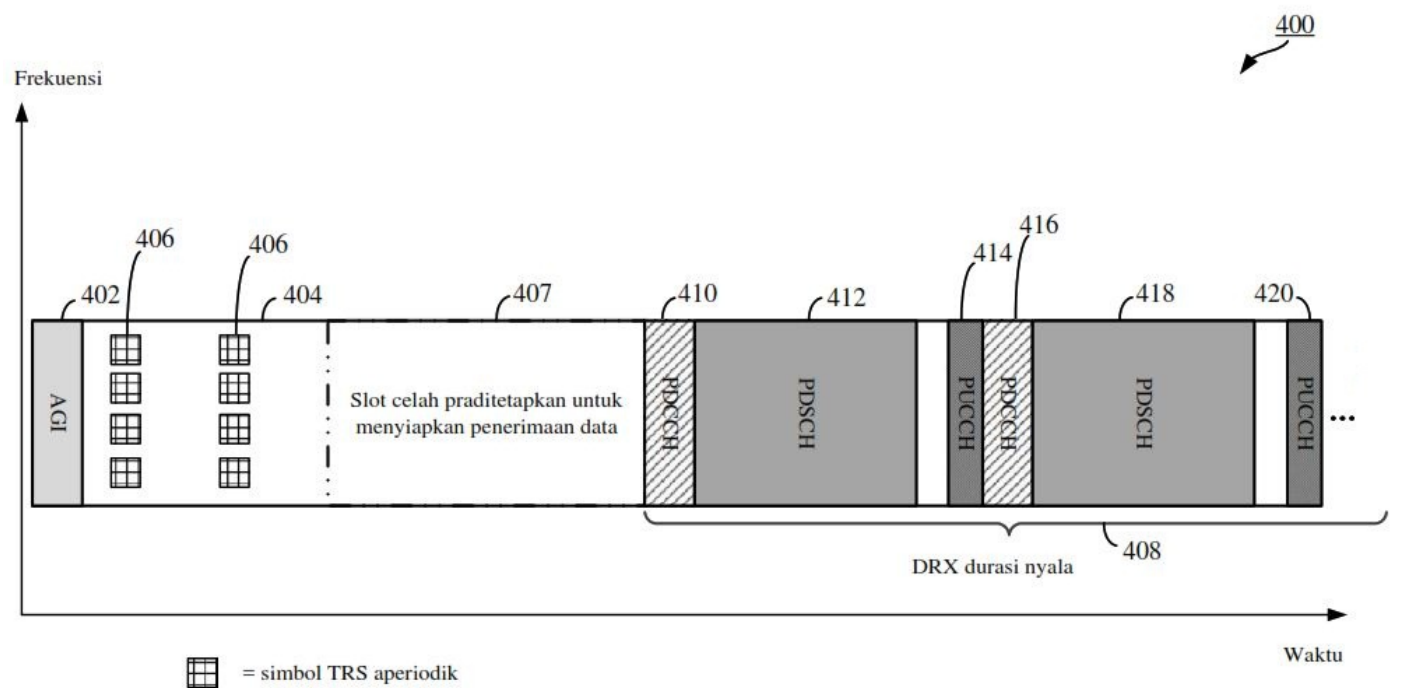 400
Frekuensi
406
406
402
404
407
410
412
414
416
418
420
AGI
Slot celah praditetapkan untuk
menyiapkan penerimaan data
PDCCH
PDSCH
PUCCH
PDCCH
PDSCH
PUCCH
...
408
DRX durasi nyala
Waktu
= simbol TRS aperiodik